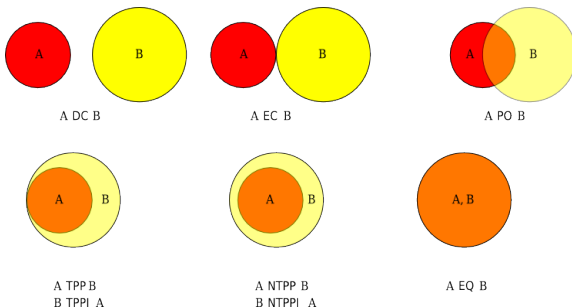 A
B
A
B
A
B
A DC B
A EC B
A PO B
A
B
A
B
A, B
A TPP B
B TPPI A
A NTPP B
B NTPPI A
A EQ B